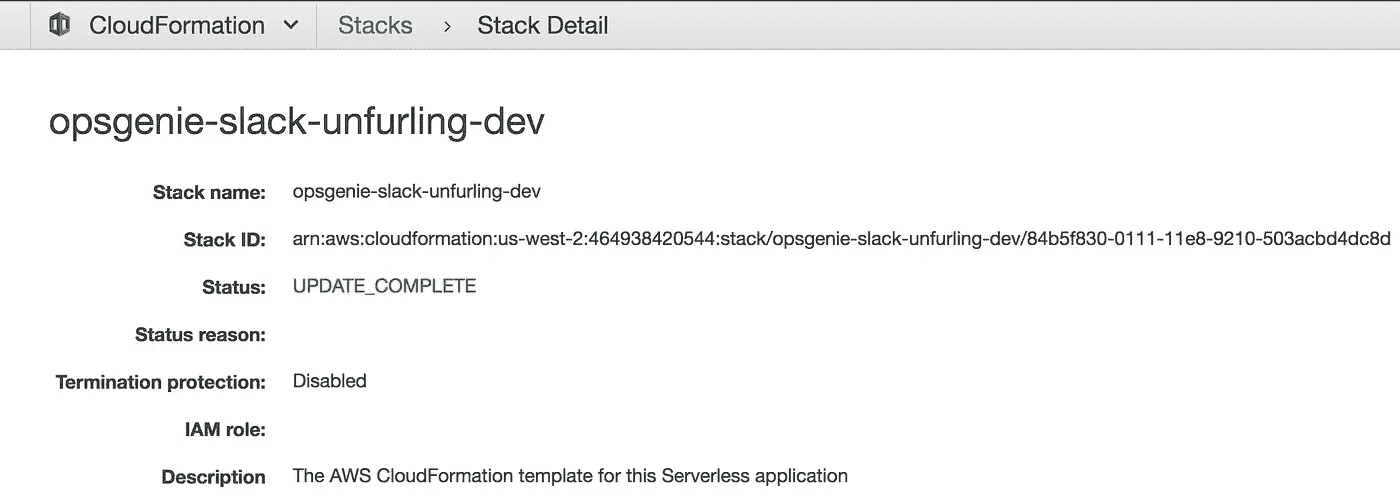 CloudFormation Stacks > Stack Detail
opsgenie-slack-unfurling-dev
Stack name: opsgenie-slack-unfurling-dev
Stack ID: arn:aws:cloudformation:us-west-2:464938420544:stack/opsgenie-slack-unfurling-dev/84b5f830-0111-11e8-9210-503acbd4dc8d
Status: UPDATE_COMPLETE
Status reason:
Termination protection: Disabled
IAM role:
Description The AWS CloudFormation template for this Serverless application